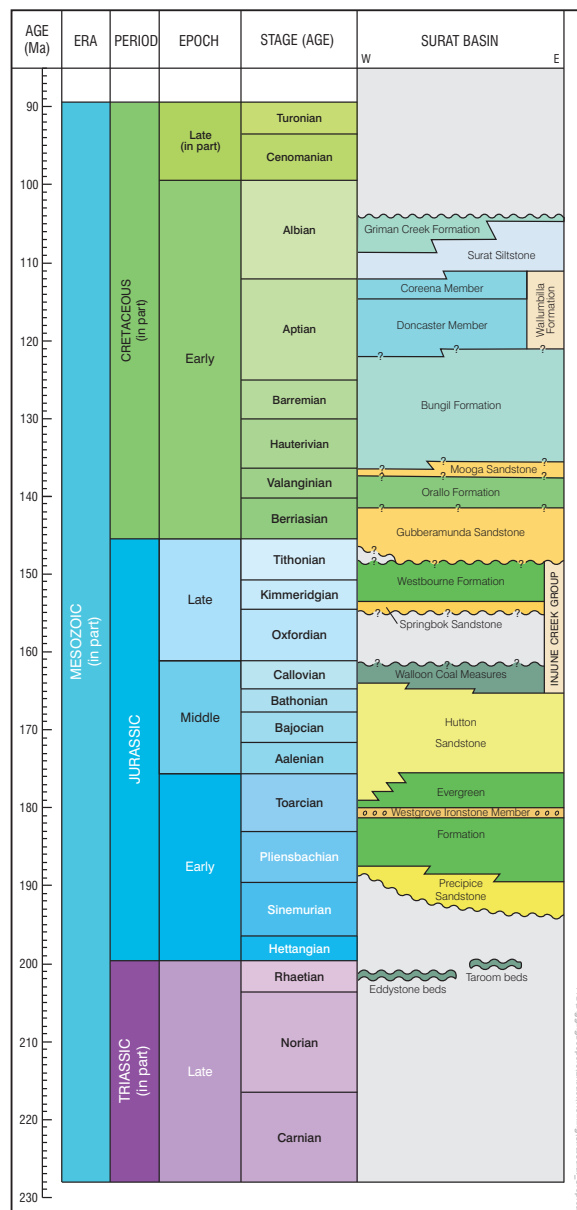 AGE
(Ma)
ERA
PERIOD
EPOCH
STAGE (AGE)
SURAT BASIN
W
E
90
100
110
120
130
140
150
160
170
180
190
200
210
220
230
MESOZOIC
(in part)
CRETACEOUS
(in part)
JURASSIC
TRIASSIC
(in part)
Late
(in part)
Early
Late
Middle
Early
Late
Turonian
Cenomanian
Albian
Aptian
Barremian
Hauterivian
Valanginian
Berriasian
Tithonian
Kimmeridgian
Oxfordian
Callovian
Bathonian
Bajocian
Aalenian
Toarcian
Pliensbachian
Sinemurian
Hettangian
Rhaetian
Norian
Carnian
Griman Creek Formation
Surat Siltstone
Coreena Member
Wallumbilla
Formation
Doncaster Member
? ? ?
Bungil Formation
? ?
Mooga Sandstone
? ? ?
Orallo Formation
? ? ?
Gubberamunda Sandstone
?
? ? ?
Westbourne Formation
INJUNE CREEK GROUP
? ? ?
Springbok Sandstone
? ? ?
Walloon Coal Measures
Hutton
Sandstone
Evergreen
Westgrove Ironstone Member
Formation
Precipice
Sandstone
Taroom beds
Eddystone beds